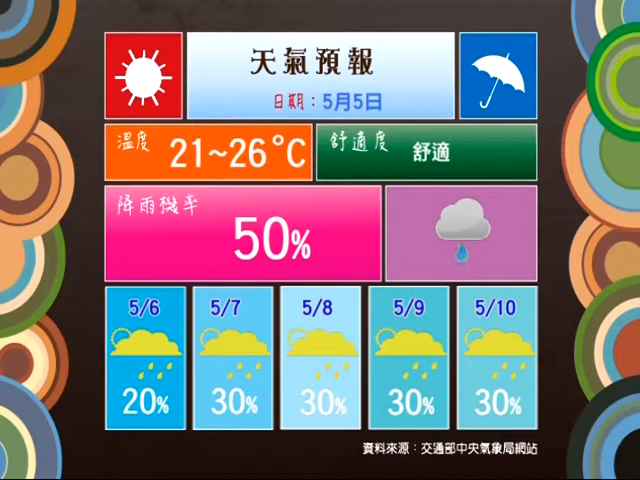 天氣預報
日期：5月5日
溫度 21~26°C
舒適度 舒適
降雨機率
50%
5/6 5/7 5/8 5/9 5/10
20% 30% 30% 30% 30%
資料來源：交通部中央氣象局網站